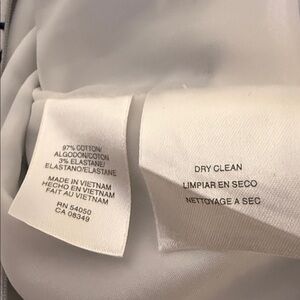 97% COTTON/
ALGODON/COTON
3% ELASTANE/
ELASTANO/ELASTANE
MADE IN VIETNAM
HECHO EN VIETNAM
FAIT AU VIETNAM
RN 54050
CA 08349
DRY CLEAN
LIMPIAR EN SECO
NETTOYAGE A SEC